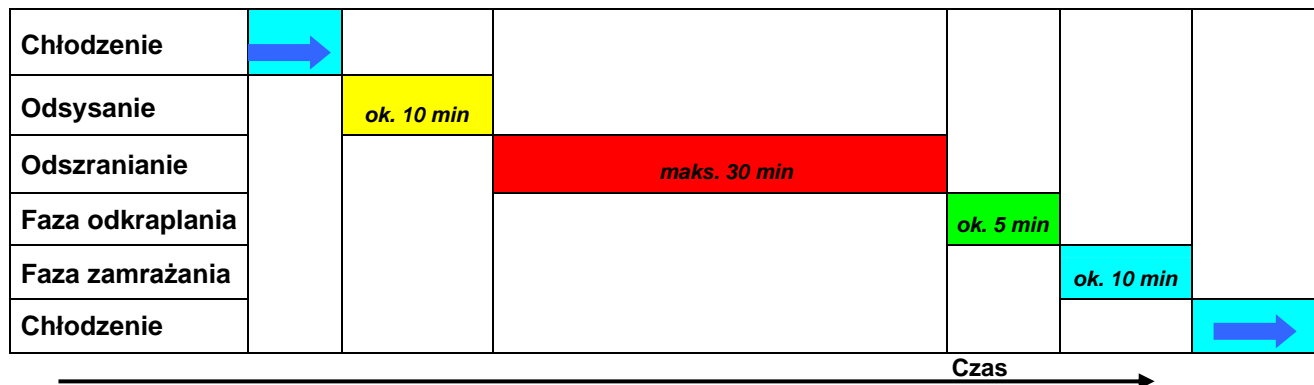 Chłodzenie
Odsysanie ok. 10 min
Odszranianie maks. 30 min
Faza odkraplania ok. 5 min
Faza zamrażania ok. 10 min
Chłodzenie
Czas